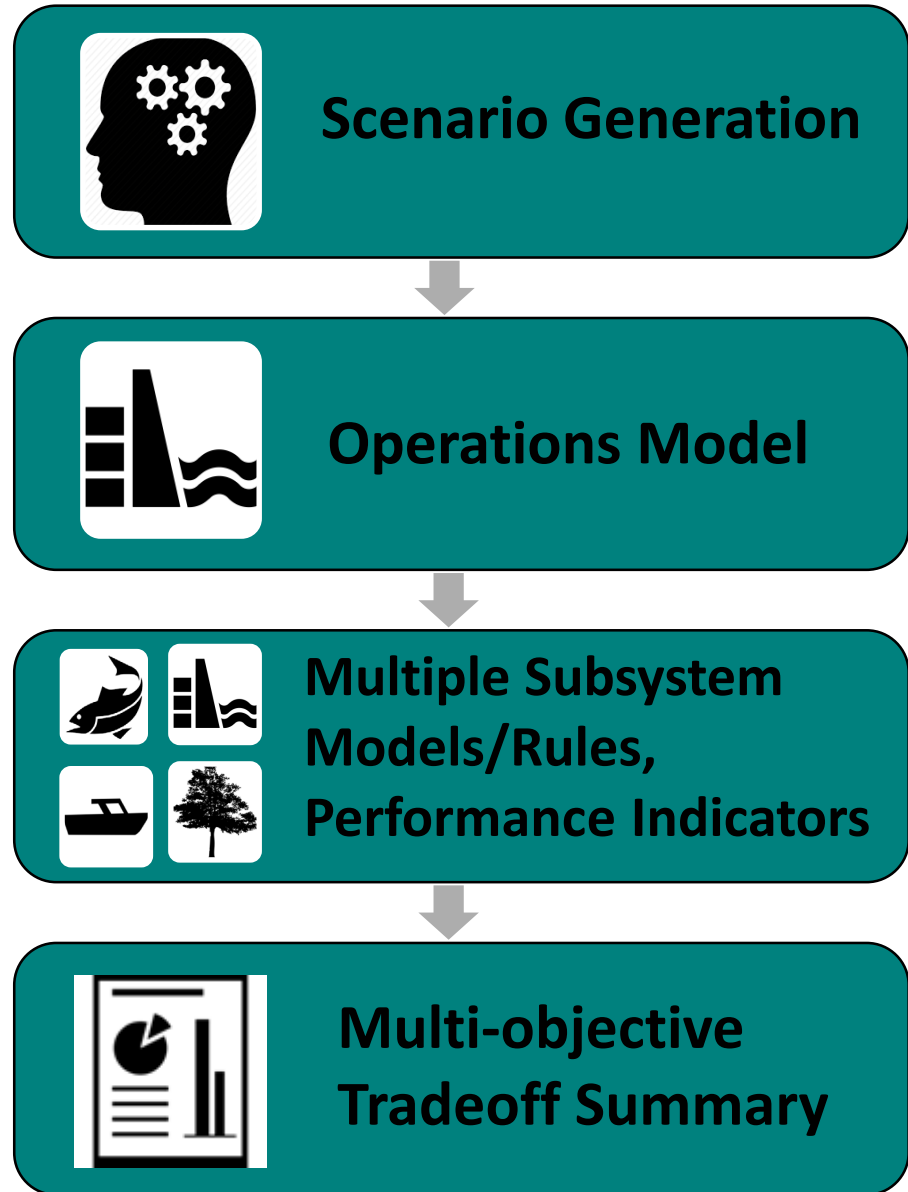 Scenario Generation
Operations Model
Multiple Subsystem
Models/Rules,
Performance Indicators
Multi-objective
Tradeoff Summary